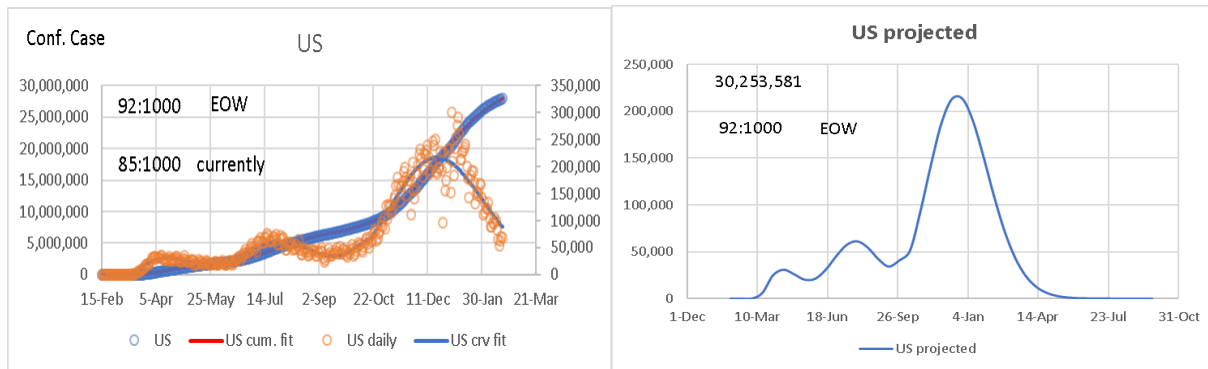 Conf. Case
US
30,000,000
25,000,000
20,000,000
15,000,000
10,000,000
5,000,000
0
350,000
300,000
250,000
200,000
150,000
100,000
50,000
0
92:1000 EOW
85:1000 currently
15-Feb 5-Apr 25-May 14-Jul 2-Sep 22-Oct 11-Dec 30-Jan 21-Mar
US US cum. fit US daily US crv fit
US projected
250,000
200,000
150,000
100,000
50,000
0
30,253,581
92:1000 EOW
1-Dec 10-Mar 18-Jun 26-Sep 4-Jan 14-Apr 23-Jul 31-Oct
US projected